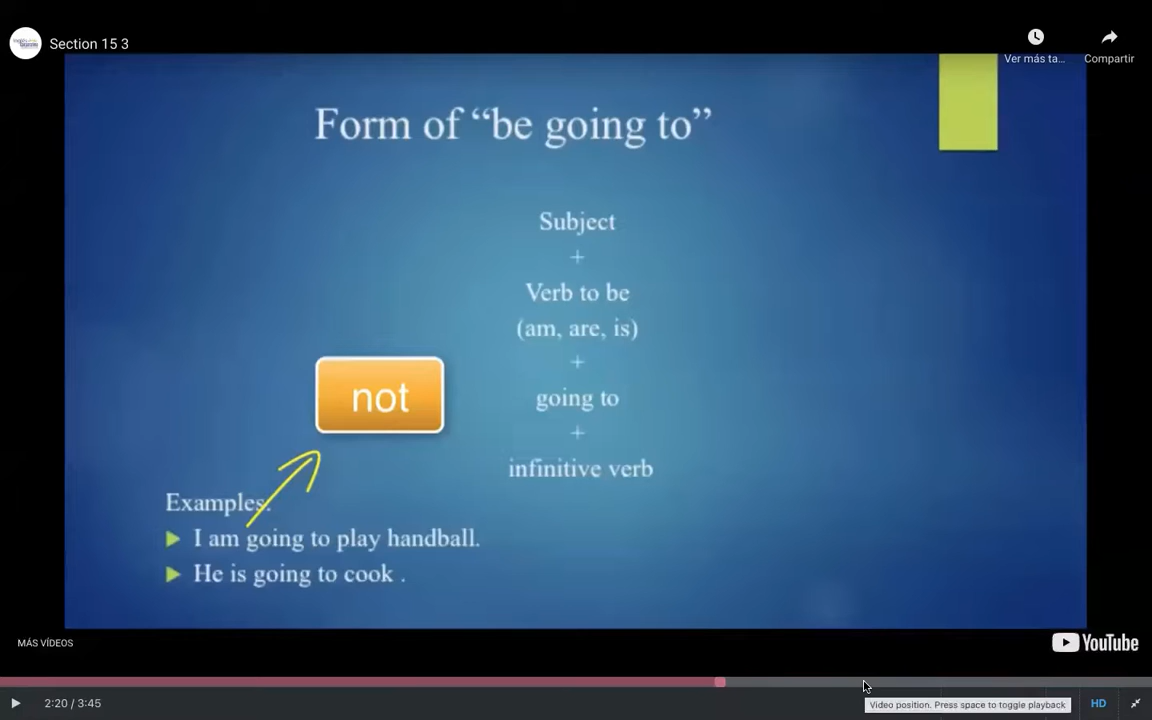 Section 15 3
Ver más ta...
Compartir
Form of “be going to”
Subject
+
Verb to be
(am, are, is)
+
not
going to
+
infinitive verb
Examples:
I am going to play handball.
He is going to cook .
MÁS VÍDEOS
YouTube
2:20 / 3:45
Video position. Press space to toggle playback
HD